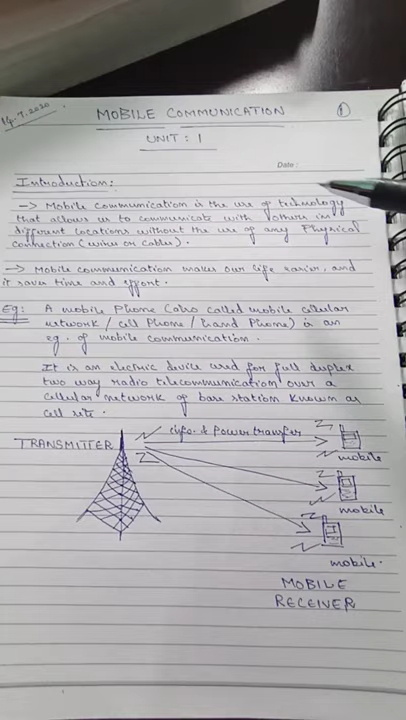 14.7.2020
MOBILE COMMUNICATION
1
UNIT: 1
Date:
Introduction:
→ Mobile communication is the use of technology
that allows us to communicate with others in
different locations without the use of any Physical
connection (wires or cables).
→ Mobile communication makes our life easier, and
it saves time and effort.
Eg: A mobile Phone (also called mobile cellular
network / cell Phone / hand Phone) is an
eg. of mobile communication.
It is an electric device used for full duplex
two way radio telecommunication over a
cellular network of base station known as
cell site.
TRANSMITTER
info. & power transfer
mobile
mobile
mobile.
MOBILE
RECEIVER